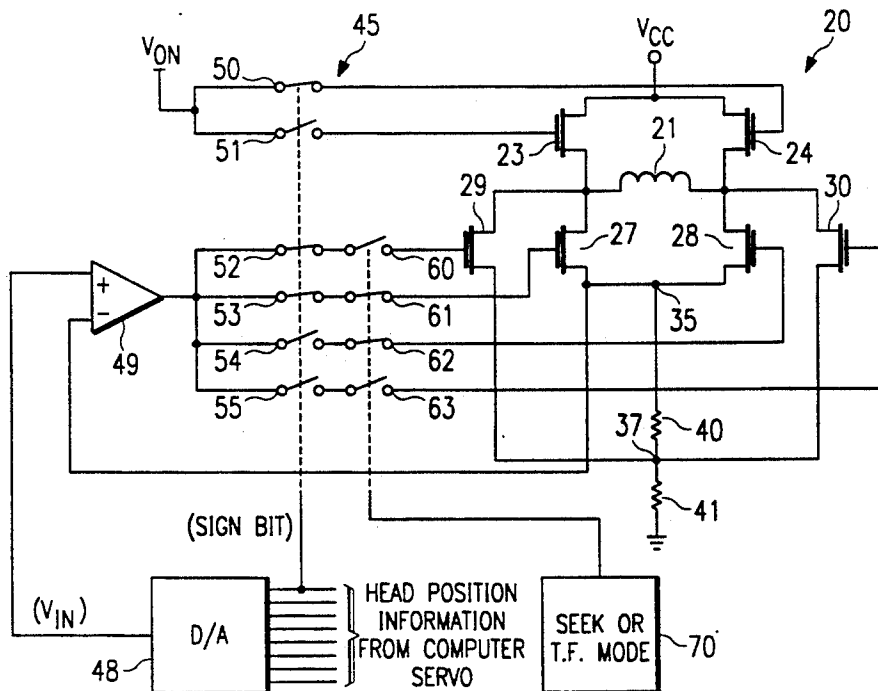 45
20
V_ON
V_CC
50
51
23
24
21
29
30
27
28
52
60
53
61
35
+
−
49
54
62
55
63
37
40
41
(SIGN BIT)
(V_IN)
D/A
48
HEAD POSITION
INFORMATION
FROM COMPUTER
SERVO
SEEK OR
T.F. MODE
70